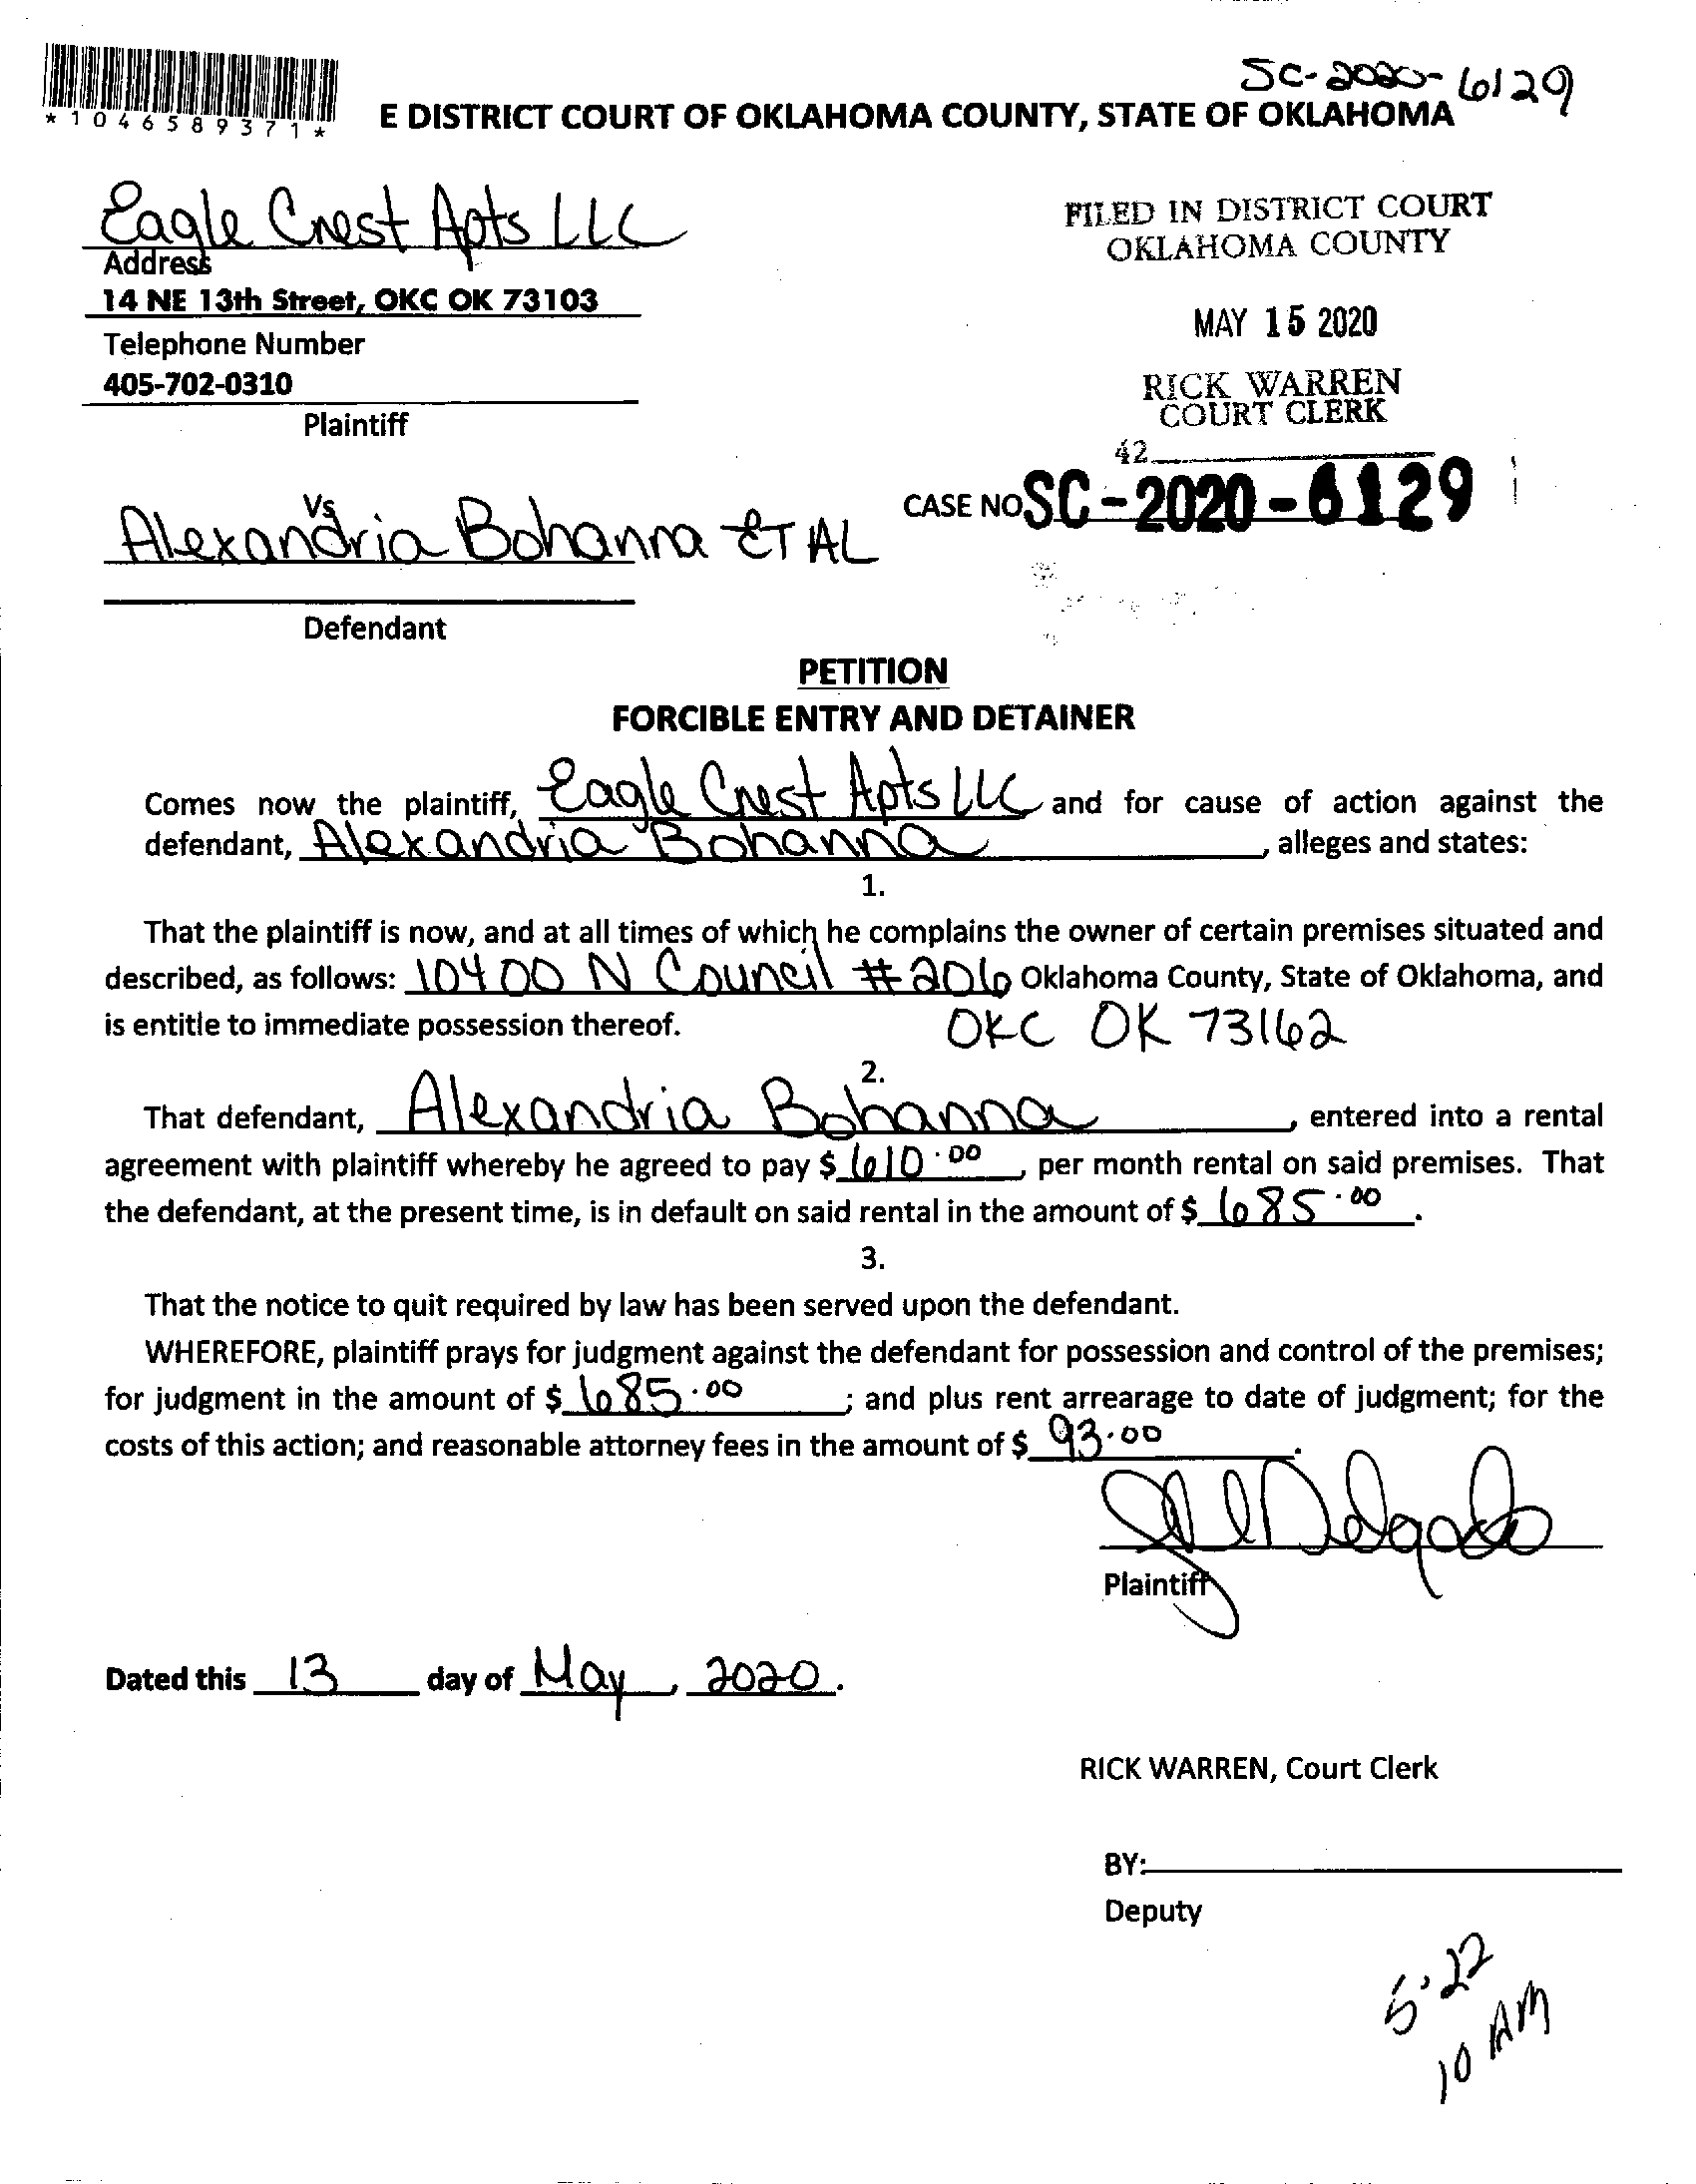 SC-2020-6129
*1046589371*
E DISTRICT COURT OF OKLAHOMA COUNTY, STATE OF OKLAHOMA
Eagle Crest Apts LLC
Address
14 NE 13th Street, OKC OK 73103
Telephone Number
405-702-0310
Plaintiff
FILED IN DISTRICT COURT
OKLAHOMA COUNTY
MAY 15 2020
RICK WARREN
COURT CLERK
42
CASE NO SC-2020-6129
Vs
Alexandria Bohanna ET AL
Defendant
PETITION
FORCIBLE ENTRY AND DETAINER
Comes now the plaintiff, Eagle Crest Apts LLC and for cause of action against the
defendant, Alexandria Bohanna, alleges and states:
1.
That the plaintiff is now, and at all times of which he complains the owner of certain premises situated and
described, as follows: 10400 N Council #206 Oklahoma County, State of Oklahoma, and
is entitle to immediate possession thereof. OKC OK 73162
2.
That defendant, Alexandria Bohanna, entered into a rental
agreement with plaintiff whereby he agreed to pay $ 610.00, per month rental on said premises. That
the defendant, at the present time, is in default on said rental in the amount of $ 685.00.
3.
That the notice to quit required by law has been served upon the defendant.
WHEREFORE, plaintiff prays for judgment against the defendant for possession and control of the premises;
for judgment in the amount of $ 685.00; and plus rent arrearage to date of judgment; for the
costs of this action; and reasonable attorney fees in the amount of $ 93.00.
Delgado
Plaintiff
Dated this 13 day of May, 2020.
RICK WARREN, Court Clerk
BY:
Deputy
5-22
10 AM